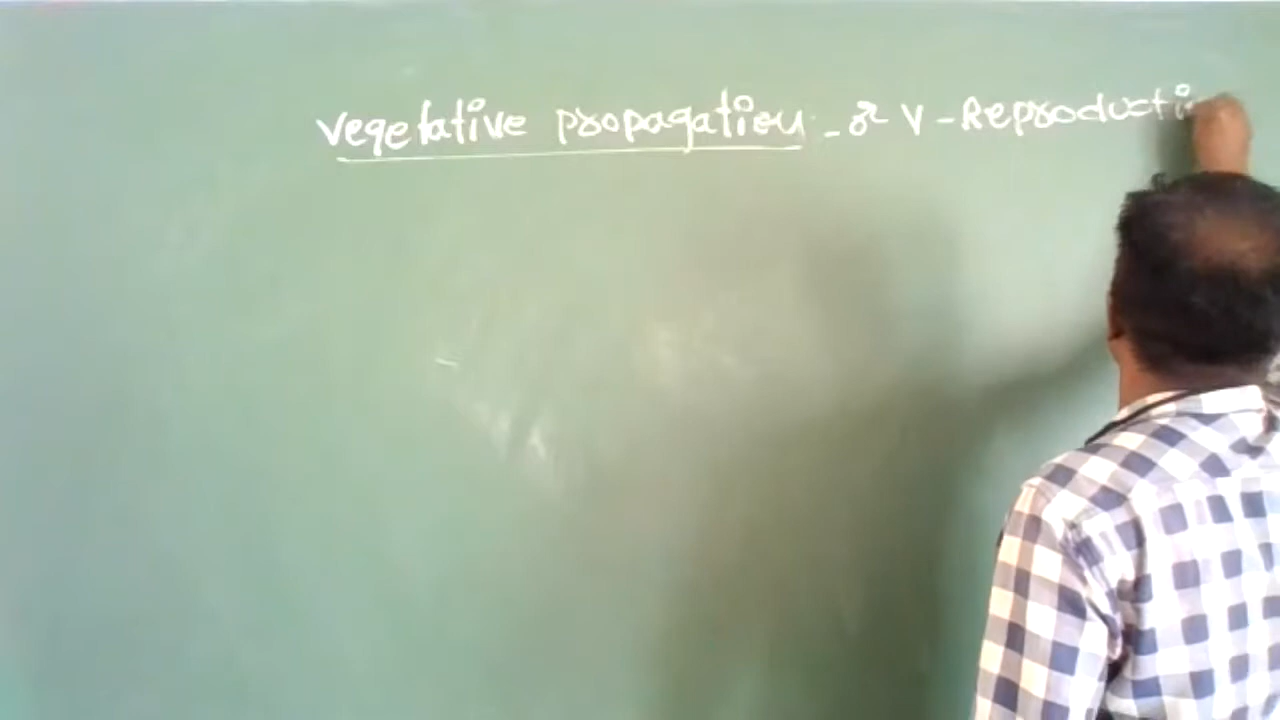 vegetative propagation - or V - Reproducti